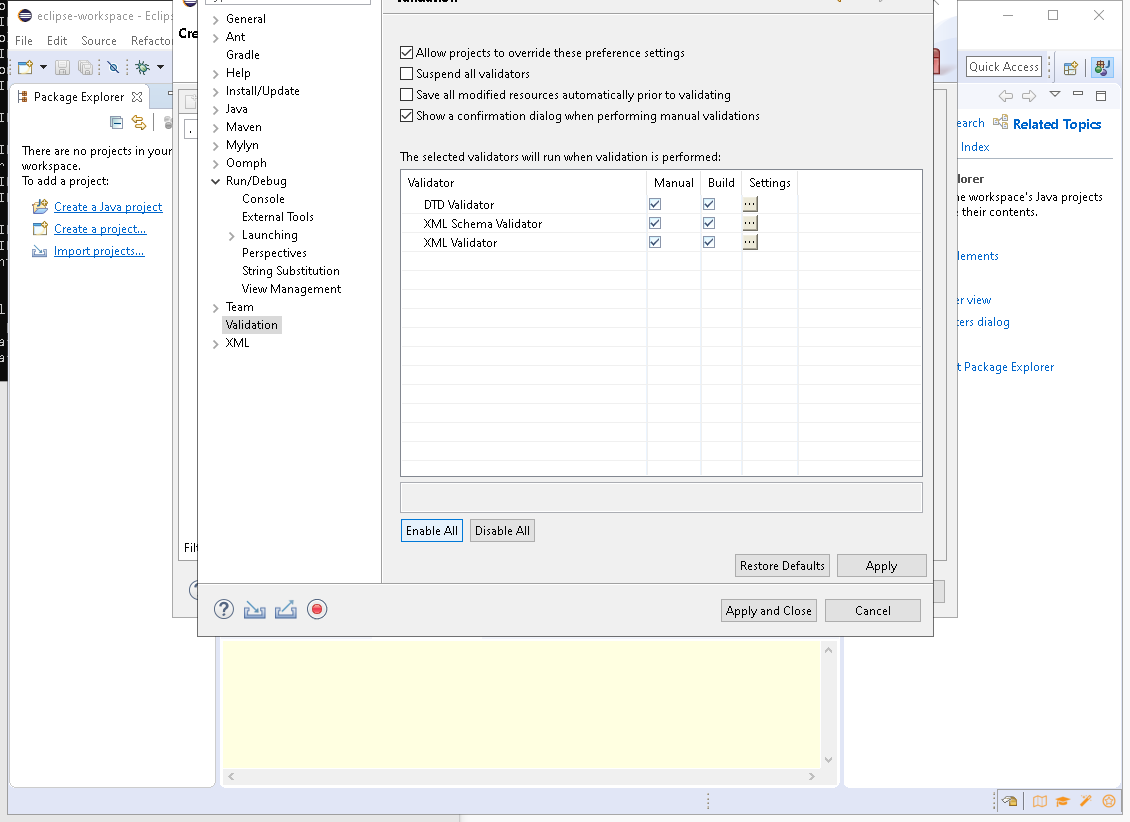 eclipse-workspace - Eclip
File Edit Source Refacto
Cre
Quick Access
Package Explorer
There are no projects in your
workspace.
To add a project:
Create a Java project
Create a project...
Import projects...
General
Ant
Gradle
Help
Install/Update
Java
Maven
Mylyn
Oomph
Run/Debug
Console
External Tools
Launching
Perspectives
String Substitution
View Management
Team
Validation
XML
Validation
Allow projects to override these preference settings
Suspend all validators
Save all modified resources automatically prior to validating
Show a confirmation dialog when performing manual validations
The selected validators will run when validation is performed:
Validator Manual Build Settings
DTD Validator ...
XML Schema Validator ...
XML Validator ...
Enable All Disable All
Restore Defaults Apply
Apply and Close Cancel
Filt
earch Related Topics
Index
lorer
he workspace's Java projects
their contents.
lements
er view
ters dialog
t Package Explorer